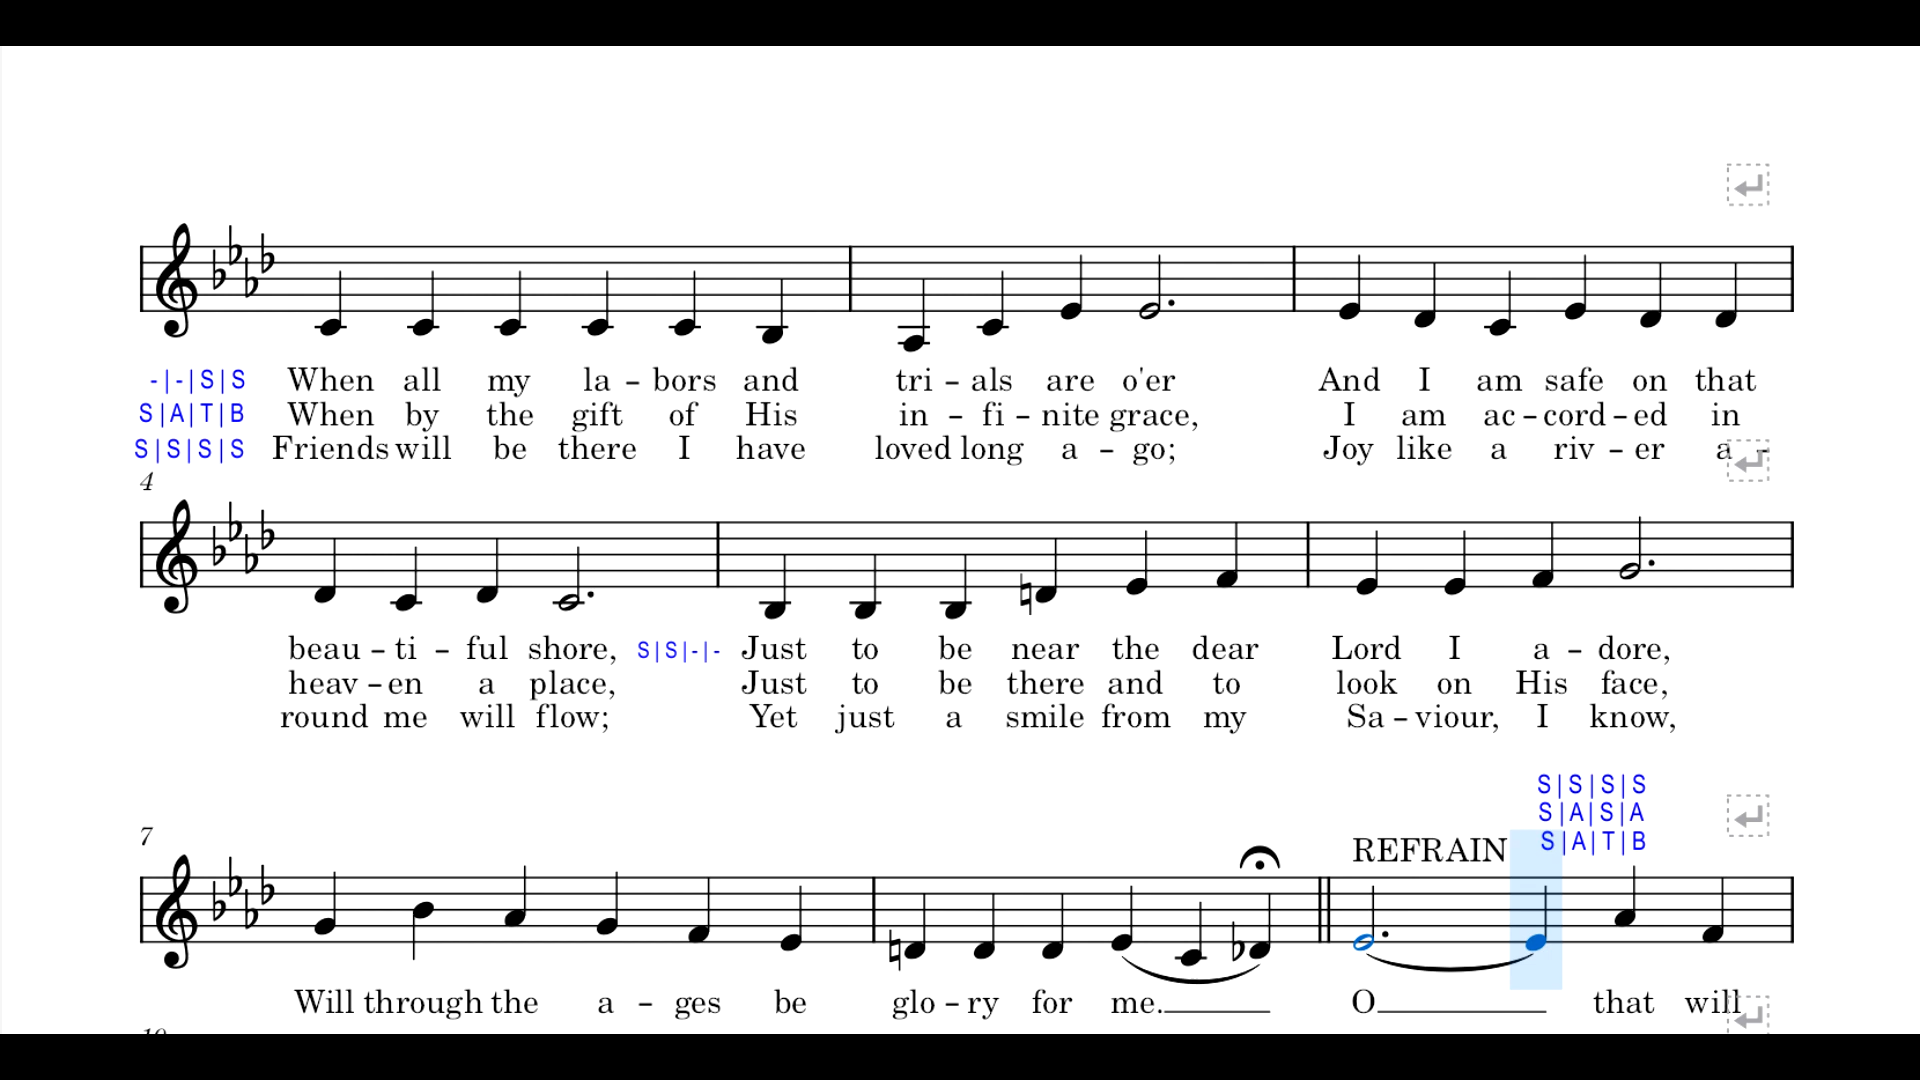 -|-|S|S When all my la – bors and tri – als are o'er And I am safe on that
S|A|T|B When by the gift of His in – fi – nite grace, I am ac – cord – ed in
S|S|S|S Friends will be there I have loved long a – go; Joy like a riv – er a -
4
beau – ti – ful shore, S|S|-|- Just to be near the dear Lord I a – dore,
heav – en a place, Just to be there and to look on His face,
round me will flow; Yet just a smile from my Sa – viour, I know,
S|S|S|S
S|A|S|A
S|A|T|B
7
REFRAIN
Will through the a – ges be glo – ry for me. O that will